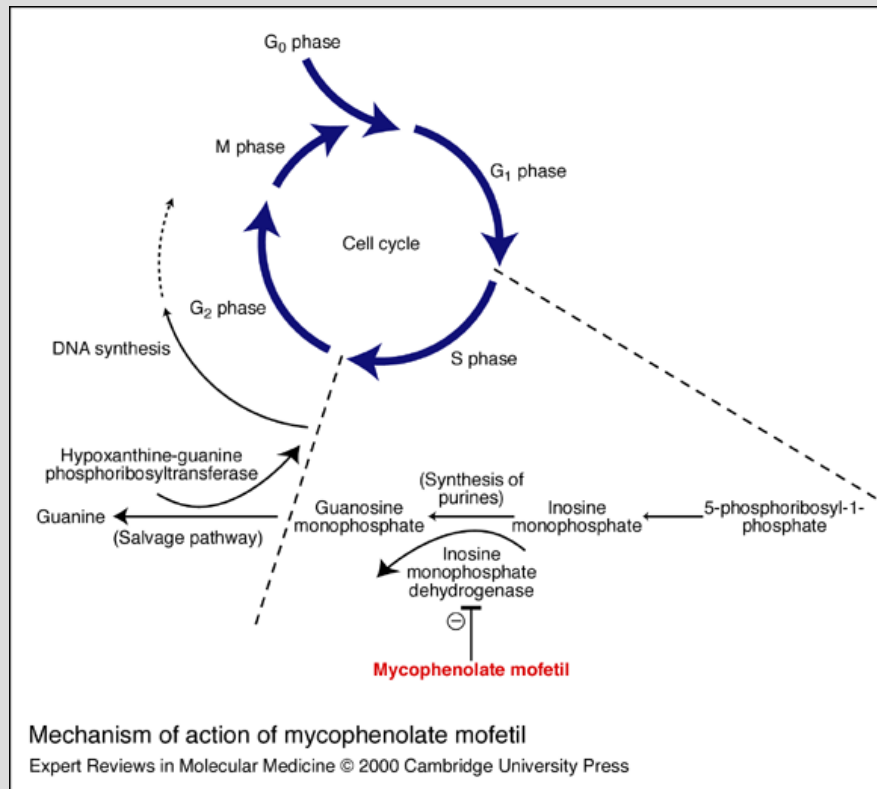 G₀ phase
M phase
G₁ phase
Cell cycle
G₂ phase
DNA synthesis
S phase
Hypoxanthine-guanine
phosphoribosyltransferase
Guanine
(Salvage pathway)
Guanosine
monophosphate
(Synthesis of
purines)
Inosine
monophosphate
5-phosphoribosyl-1-
phosphate
Inosine
monophosphate
dehydrogenase
−
Mycophenolate mofetil
Mechanism of action of mycophenolate mofetil
Expert Reviews in Molecular Medicine © 2000 Cambridge University Press